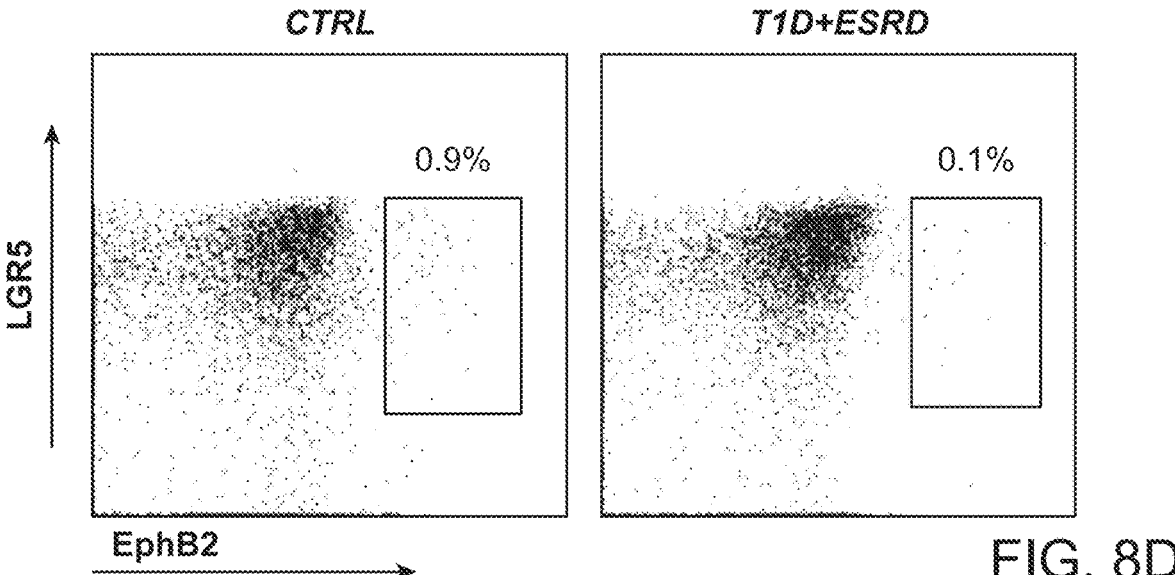 CTRL
T1D+ESRD
0.9%
0.1%
LGR5
EphB2
FIG. 8D